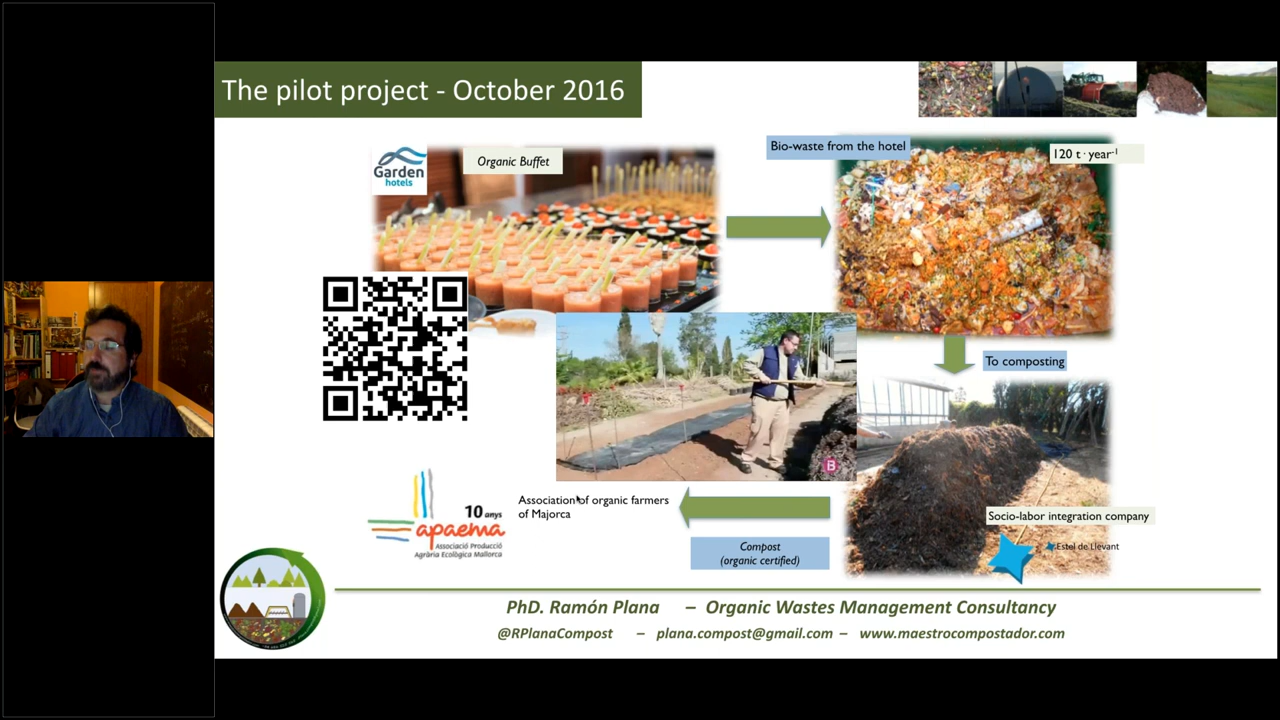 The pilot project - October 2016
Garden
hotels
Organic Buffet
Bio-waste from the hotel
120 t · year⁻¹
To composting
B
Association of organic farmers
of Majorca
10 anys
apaema
Associació Producció
Agrària Ecològica Mallorca
Compost
(organic certified)
Socio-labor integration company
Estel de Llevant
PhD. Ramón Plana – Organic Wastes Management Consultancy
@RPlanaCompost – plana.compost@gmail.com – www.maestrocompostador.com